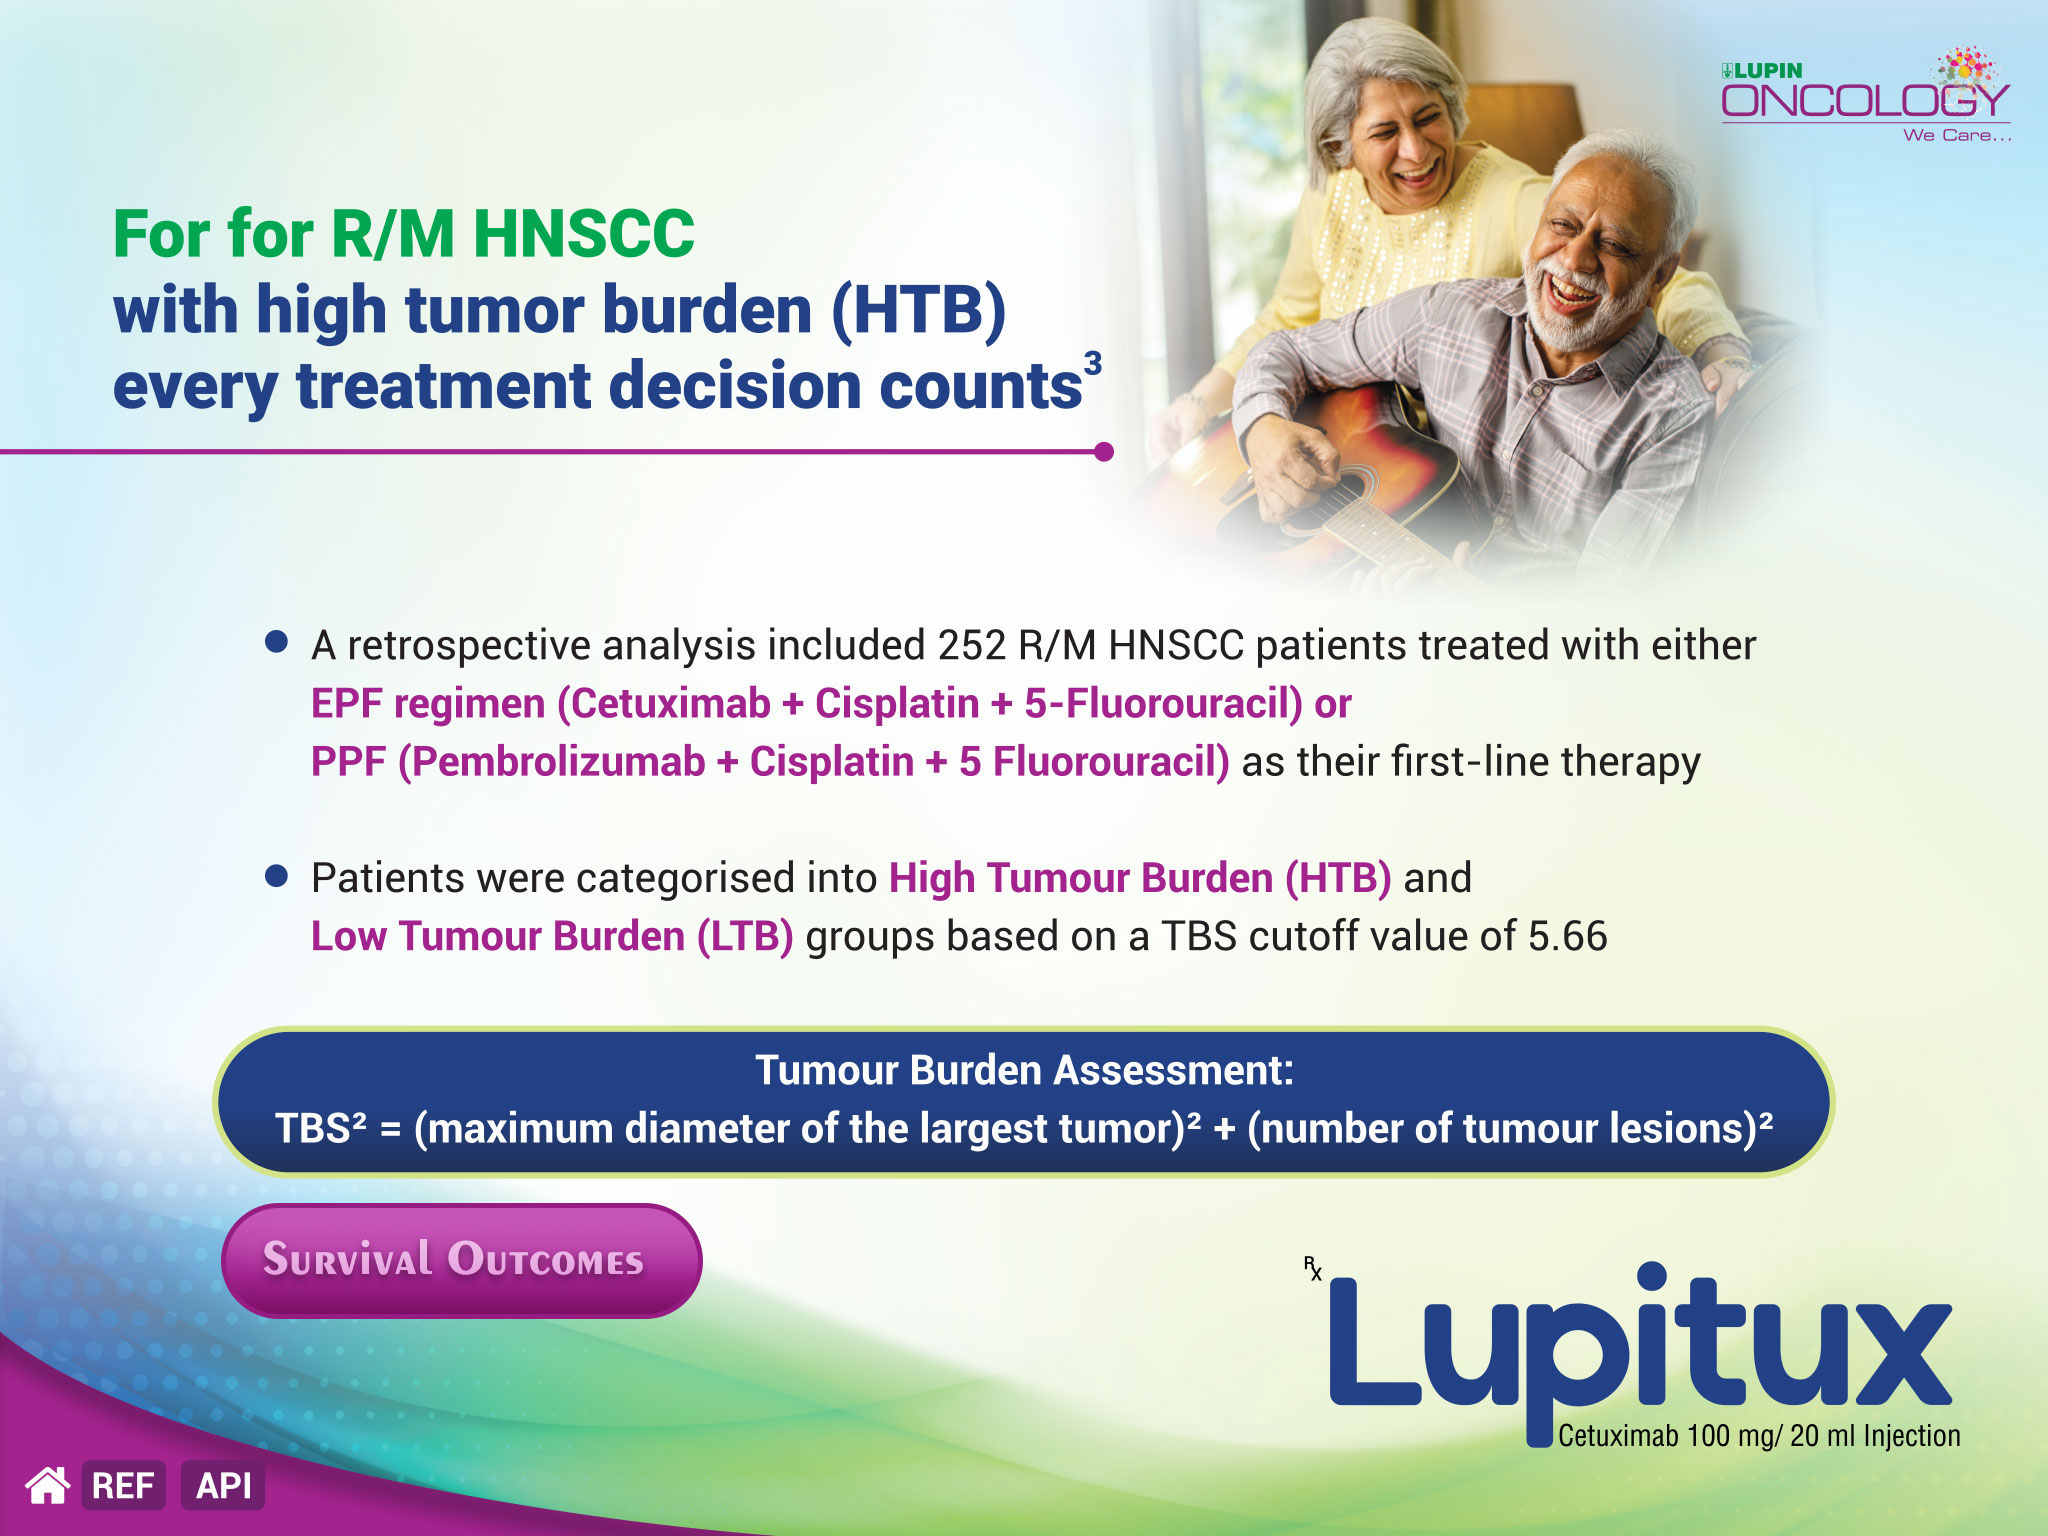 LUPIN
ONCOLOGY
We Care...
For for R/M HNSCC
with high tumor burden (HTB)
every treatment decision counts³
A retrospective analysis included 252 R/M HNSCC patients treated with either
EPF regimen (Cetuximab + Cisplatin + 5-Fluorouracil) or
PPF (Pembrolizumab + Cisplatin + 5 Fluorouracil) as their first-line therapy
Patients were categorised into High Tumour Burden (HTB) and
Low Tumour Burden (LTB) groups based on a TBS cutoff value of 5.66
Tumour Burden Assessment:
TBS² = (maximum diameter of the largest tumor)² + (number of tumour lesions)²
Survival Outcomes
Rx
Lupitux
Cetuximab 100 mg/ 20 ml Injection
REF
API